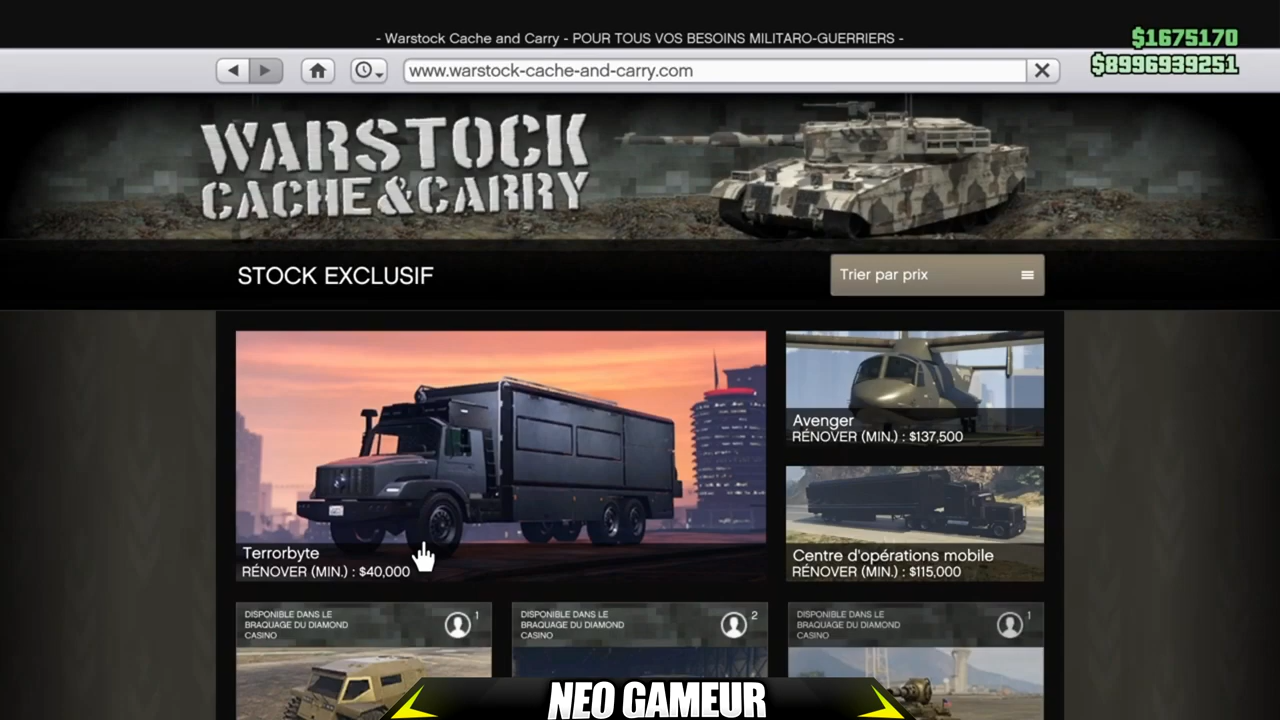 - Warstock Cache and Carry - POUR TOUS VOS BESOINS MILITARO-GUERRIERS -
$1675170
$8996939251
www.warstock-cache-and-carry.com
WARSTOCK
CACHE&CARRY
STOCK EXCLUSIF
Trier par prix
Terrorbyte
RÉNOVER (MIN.) : $40,000
Avenger
RÉNOVER (MIN.) : $137,500
Centre d'opérations mobile
RÉNOVER (MIN.) : $115,000
DISPONIBLE DANS LE
BRAQUAGE DU DIAMOND
CASINO
1
DISPONIBLE DANS LE
BRAQUAGE DU DIAMOND
CASINO
2
DISPONIBLE DANS LE
BRAQUAGE DU DIAMOND
CASINO
1
NEO GAMEUR